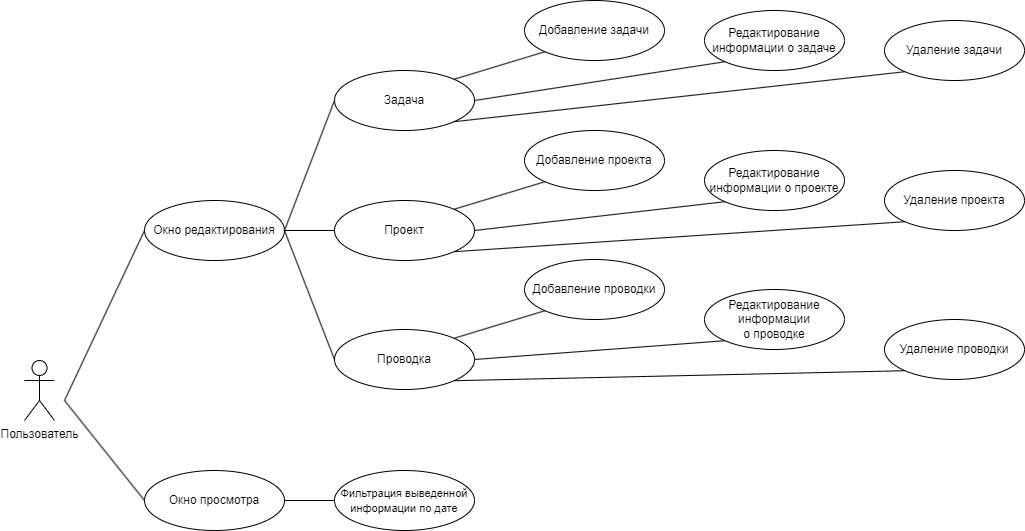 Добавление задачи
Редактирование
информации о задаче
Удаление задачи
Задача
Добавление проекта
Редактирование
информации о проекте
Удаление проекта
Окно редактирования
Проект
Добавление проводки
Редактирование
информации
о проводке
Удаление проводки
Проводка
Пользователь
Окно просмотра
Фильтрация выведенной
информации по дате